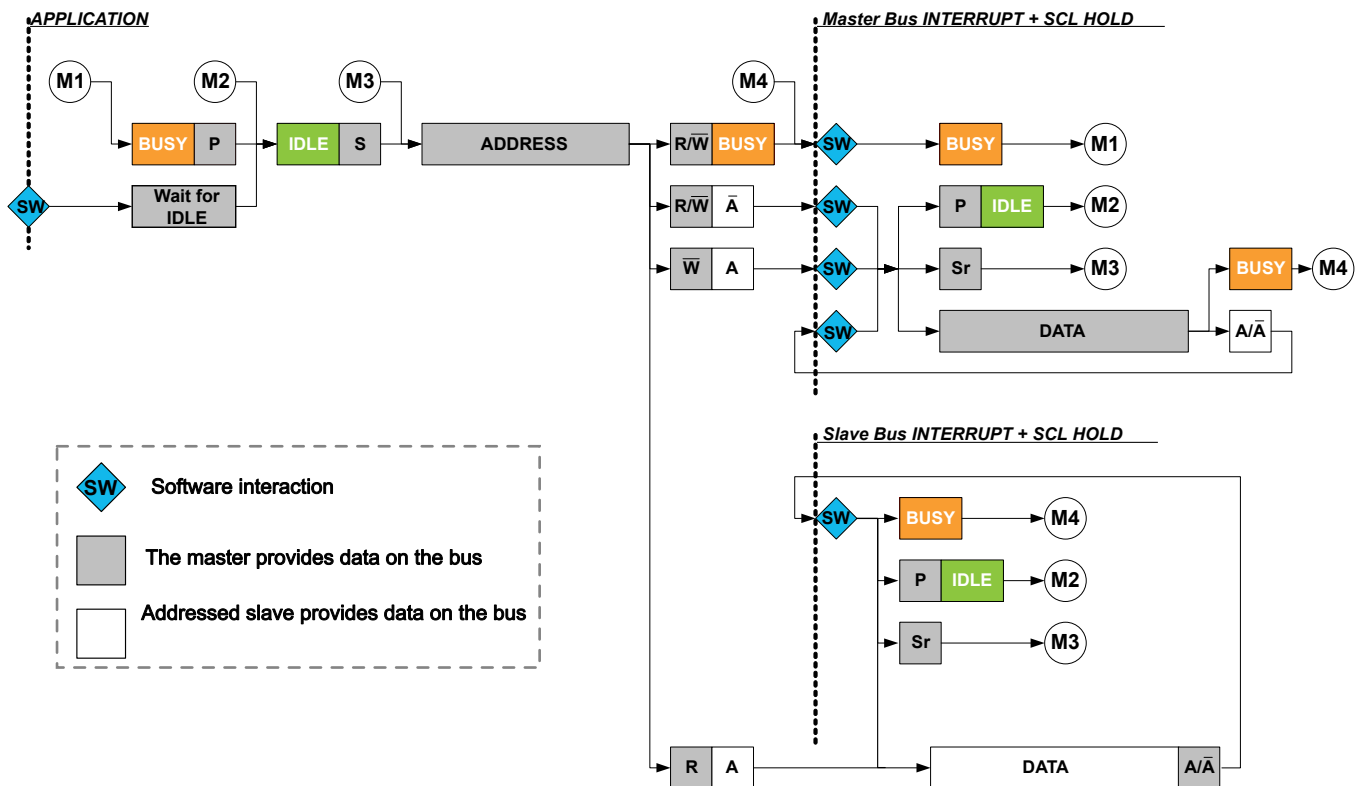 APPLICATION
Master Bus INTERRUPT + SCL HOLD
M1
M2
M3
M4
BUSY P
IDLE S
ADDRESS
R/W̅ BUSY
SW
BUSY
M1
SW
Wait for
IDLE
R/W̅ A̅
SW
P IDLE
M2
W̅ A
SW
Sr
M3
BUSY
M4
SW
DATA
A/A̅
Slave Bus INTERRUPT + SCL HOLD
SW
Software interaction
The master provides data on the bus
Addressed slave provides data on the bus
SW
BUSY
M4
P IDLE
M2
Sr
M3
R A
DATA
A/A̅